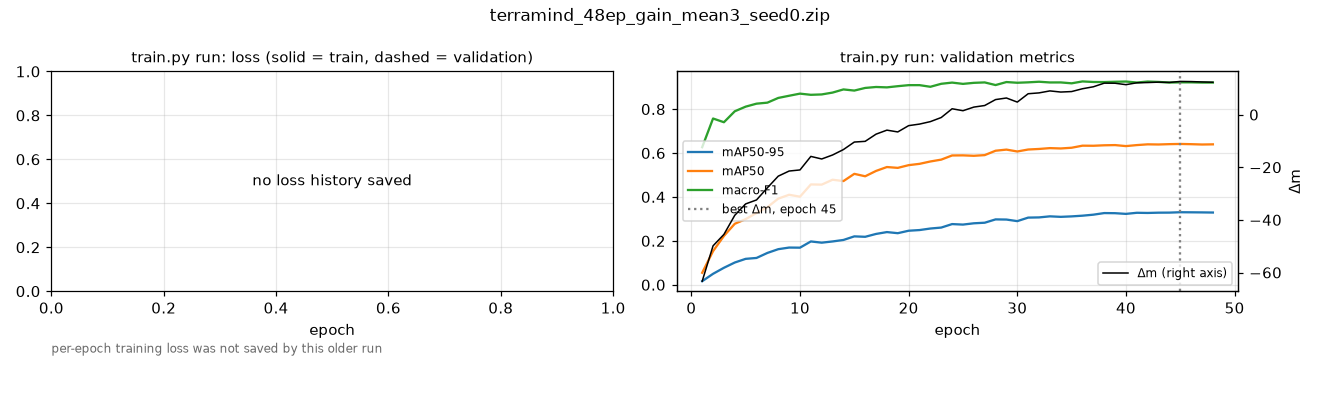 terramind_48ep_gain_mean3_seed0.zip
train.py run: loss (solid = train, dashed = validation)
1.0
0.8
0.6
0.4
0.2
0.0
no loss history saved
0.0 0.2 0.4 0.6 0.8 1.0
epoch
per-epoch training loss was not saved by this older run
train.py run: validation metrics
0.8
0.6
0.4
0.2
0.0
mAP50-95
mAP50
macro-F1
best Δm, epoch 45
Δm (right axis)
0
−20
−40
−60
Δm
0 10 20 30 40 50
epoch